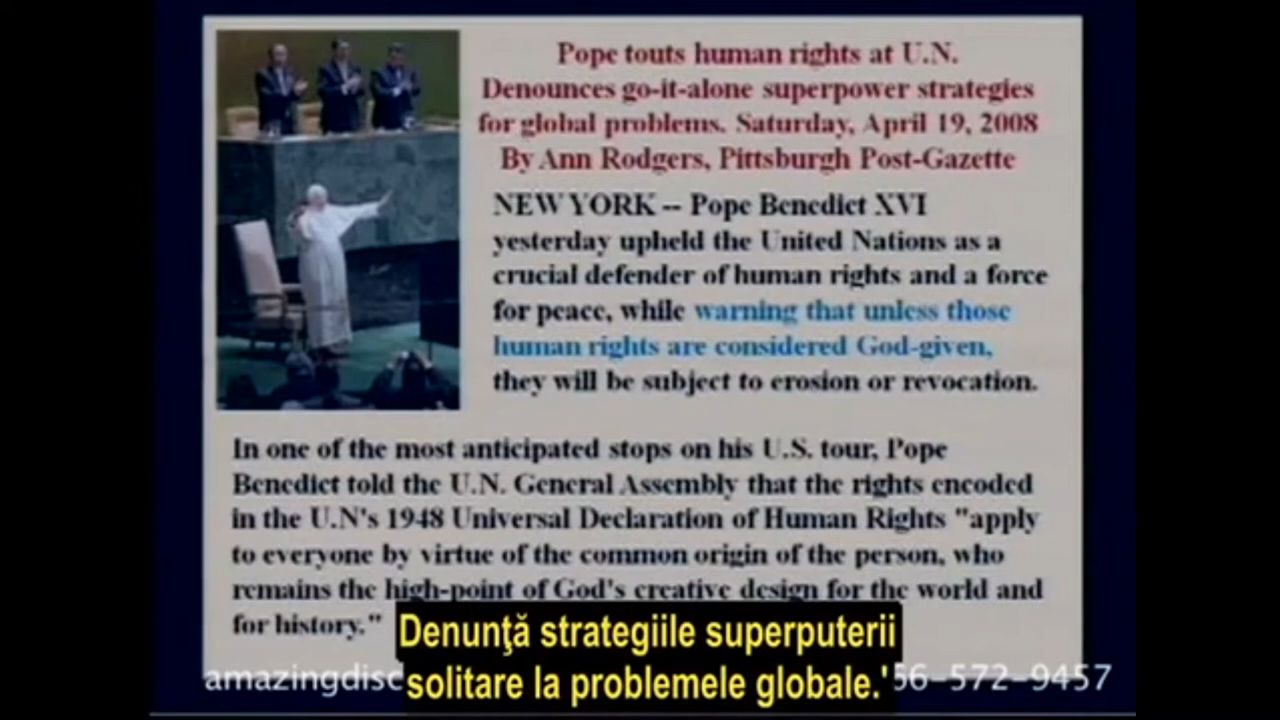 Pope touts human rights at U.N.
Denounces go-it-alone superpower strategies
for global problems. Saturday, April 19, 2008
By Ann Rodgers, Pittsburgh Post-Gazette
NEW YORK -- Pope Benedict XVI
yesterday upheld the United Nations as a
crucial defender of human rights and a force
for peace, while warning that unless those
human rights are considered God-given,
they will be subject to erosion or revocation.
In one of the most anticipated stops on his U.S. tour, Pope
Benedict told the U.N. General Assembly that the rights encoded
in the U.N's 1948 Universal Declaration of Human Rights "apply
to everyone by virtue of the common origin of the person, who
remains the high-point of God's creative design for the world and
for history."
Denunţă strategiile superputerii
solitare la problemele globale.'
amazingdisc 66-572-9457